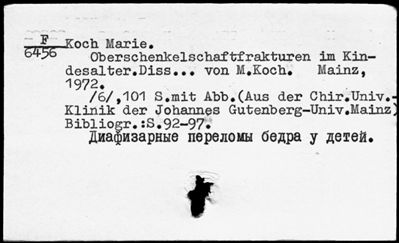 F
6456
Koch Marie.
Oberschenkelschaftfrakturen im Kin-
desalter.Diss... von M.Koch. Mainz,
1972.
/6/,101 S.mit Abb.(Aus der Chir.Univ.-
Klinik der Johannes Gutenberg-Univ.Mainz)
Bibliogr.:S.92-97.
Диафизарные переломы бедра у детей.